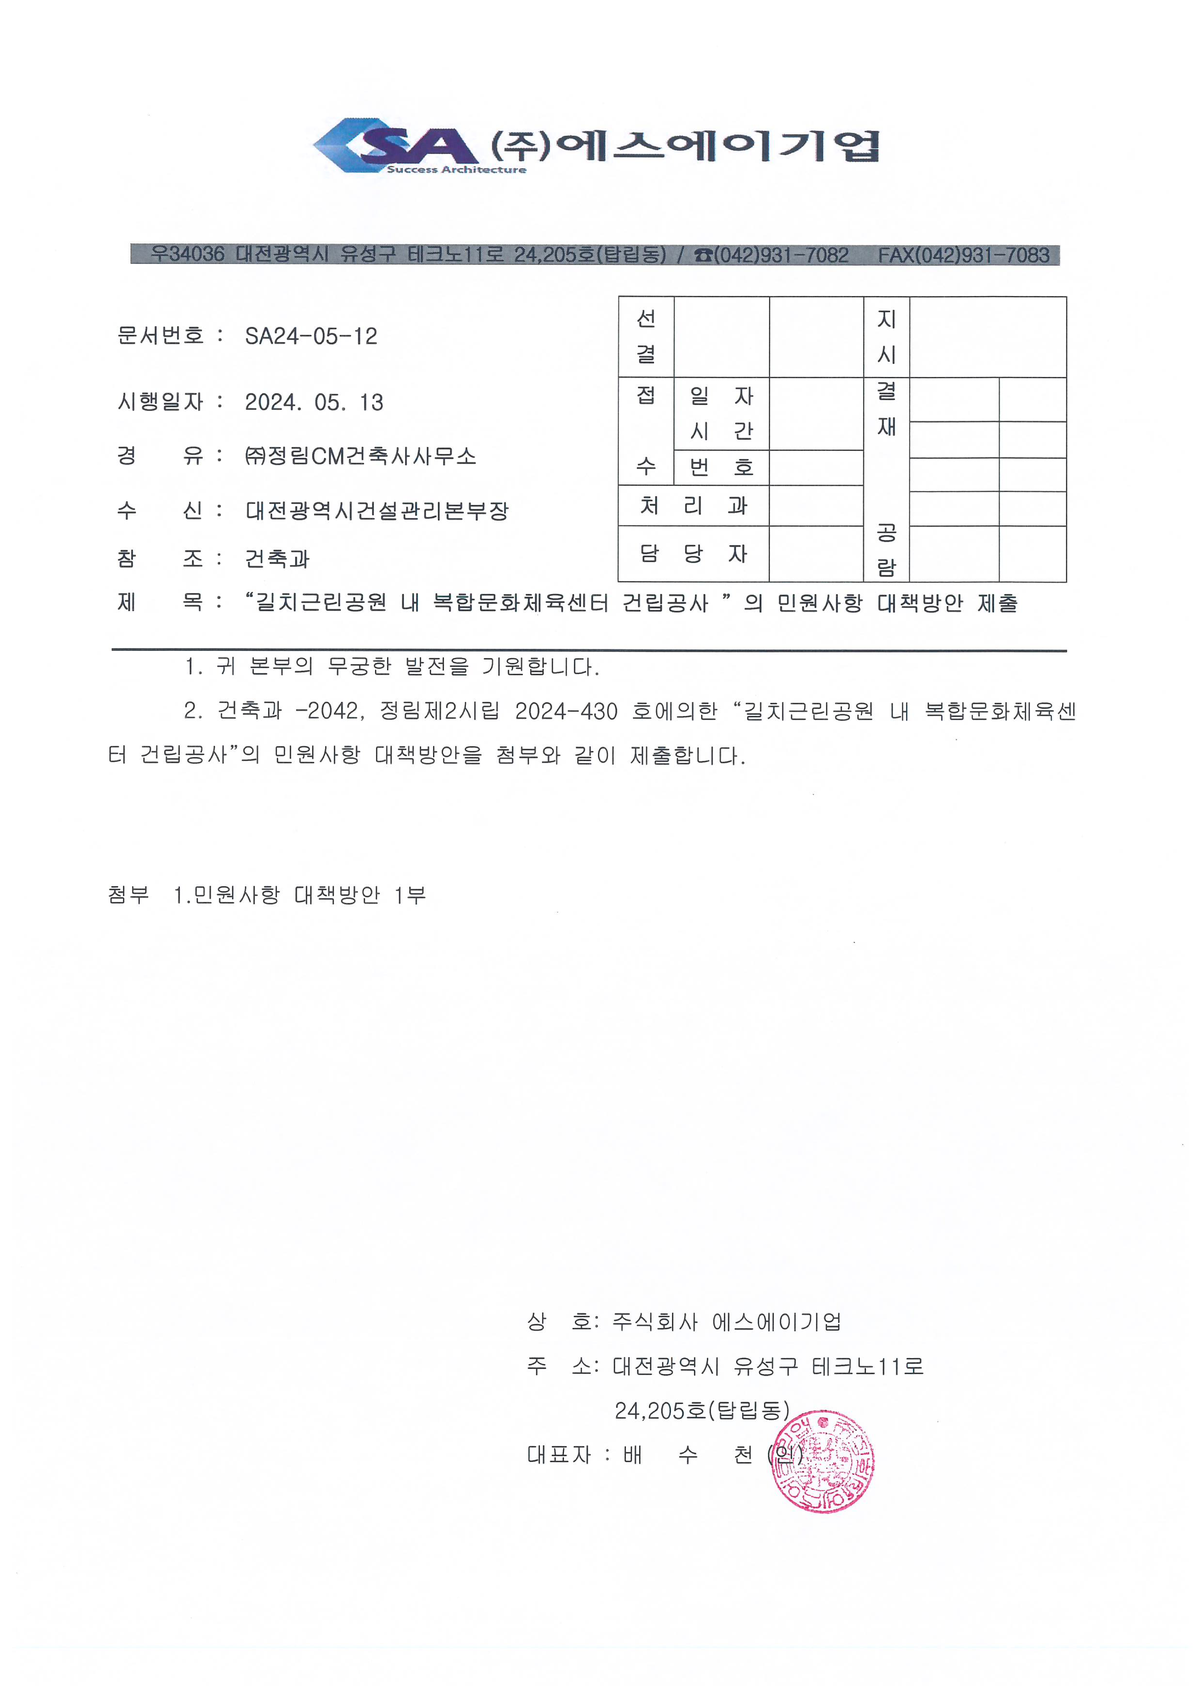 SA (주)에스에이기업
Success Architecture
우34036 대전광역시 유성구 테크노11로 24,205호(탑립동) / ☎(042)931-7082 FAX(042)931-7083
문서번호 : SA24-05-12
시행일자 : 2024. 05. 13
경 유 : ㈜정림CM건축사사무소
수 신 : 대전광역시건설관리본부장
참 조 : 건축과
선결 지시
접수 일자 시간 결재
번호
처 리 과 공람
담 당 자
제 목 : “길치근린공원 내 복합문화체육센터 건립공사 ” 의 민원사항 대책방안 제출
1. 귀 본부의 무궁한 발전을 기원합니다.
2. 건축과 -2042, 정림제2시립 2024-430 호에의한 “길치근린공원 내 복합문화체육센
터 건립공사”의 민원사항 대책방안을 첨부와 같이 제출합니다.
첨부 1.민원사항 대책방안 1부
상 호: 주식회사 에스에이기업
주 소: 대전광역시 유성구 테크노11로
24,205호(탑립동)
대표자 : 배 수 천 (인)